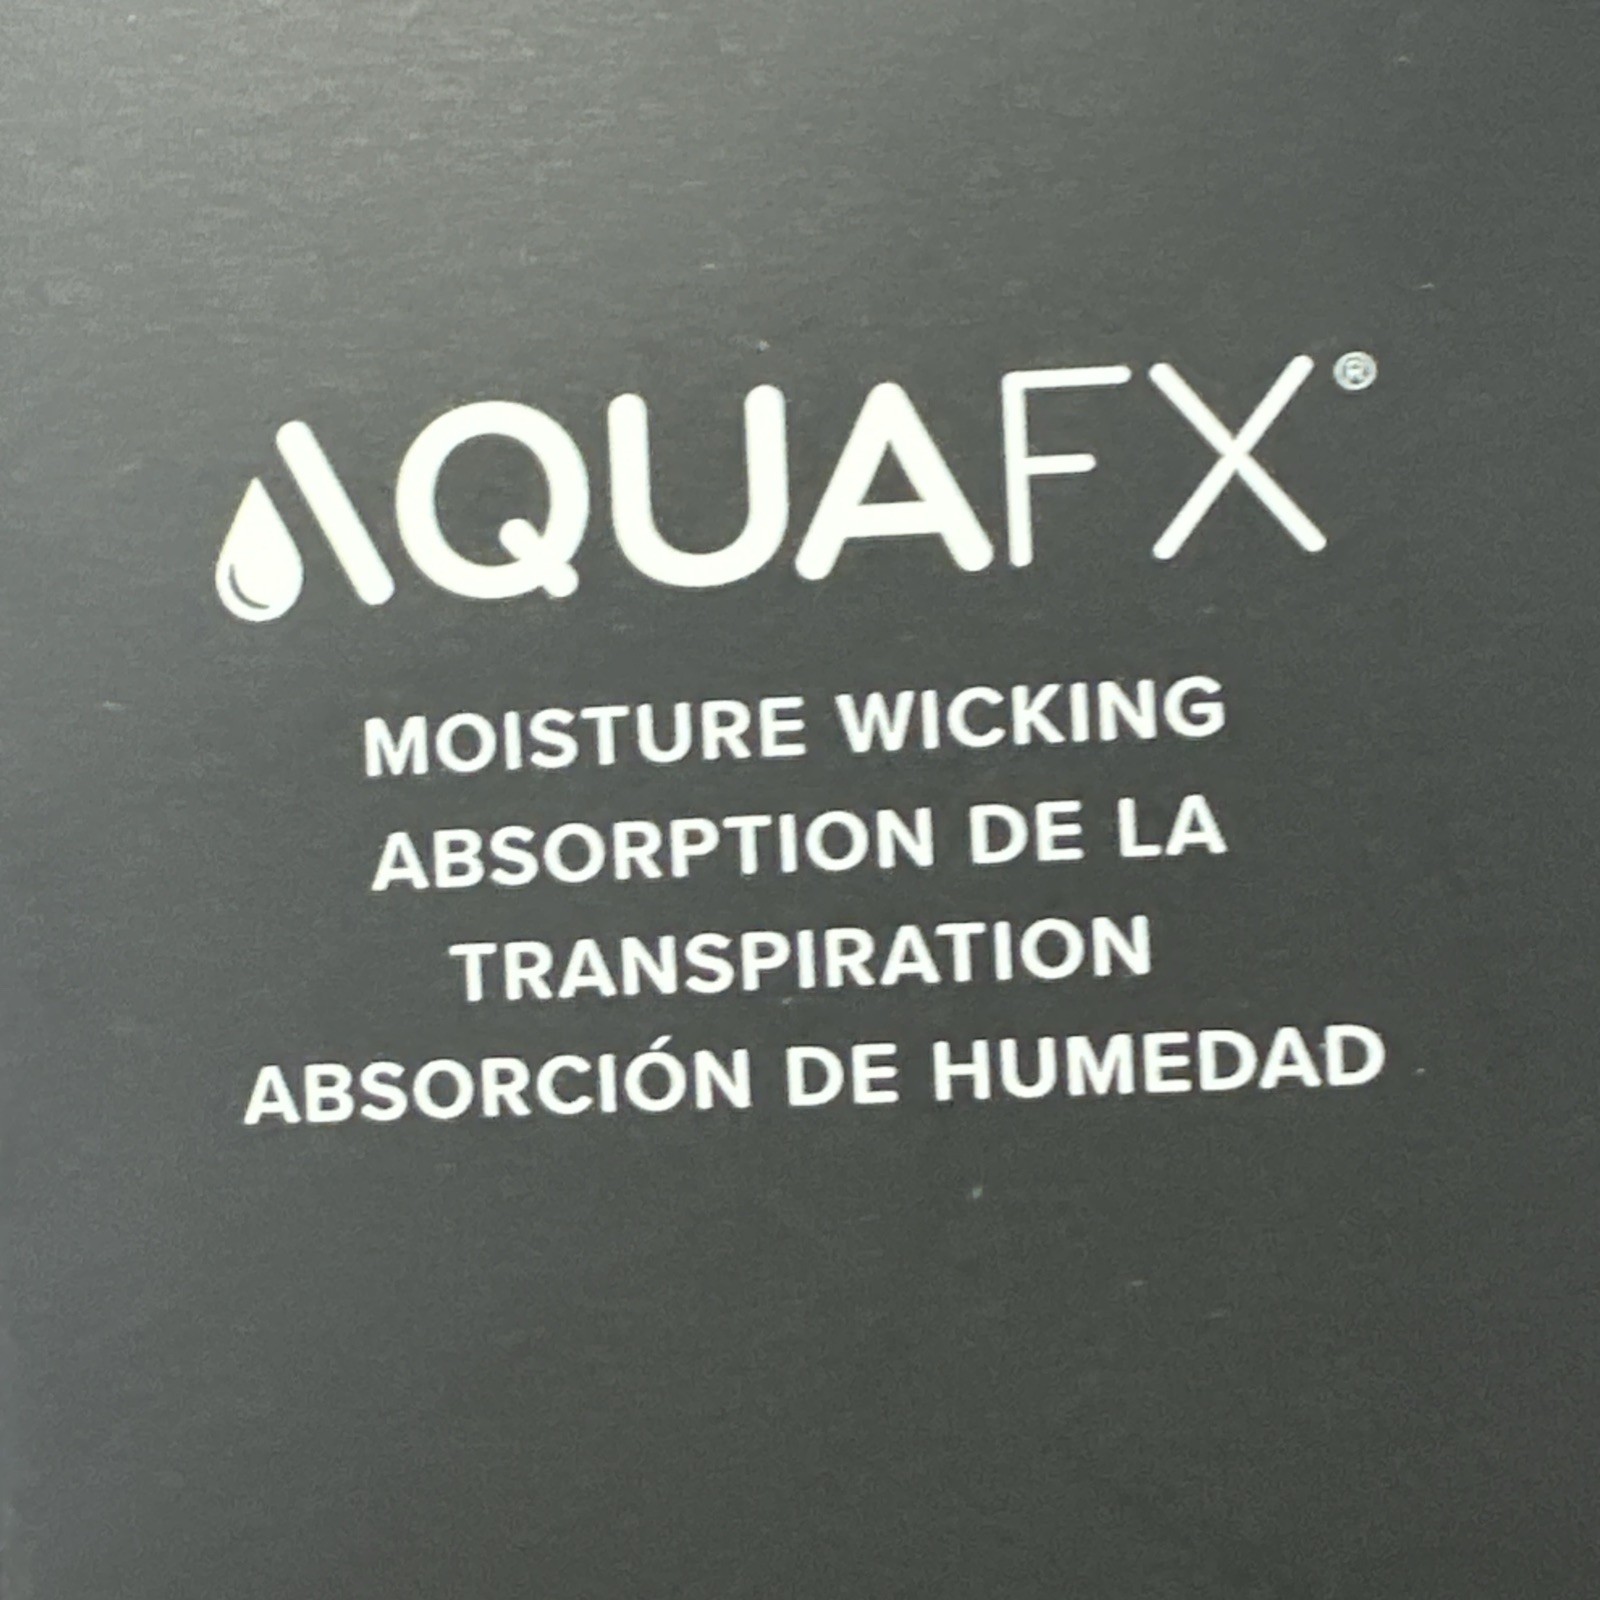 AQUAFX®
MOISTURE WICKING
ABSORPTION DE LA
TRANSPIRATION
ABSORCIÓN DE HUMEDAD